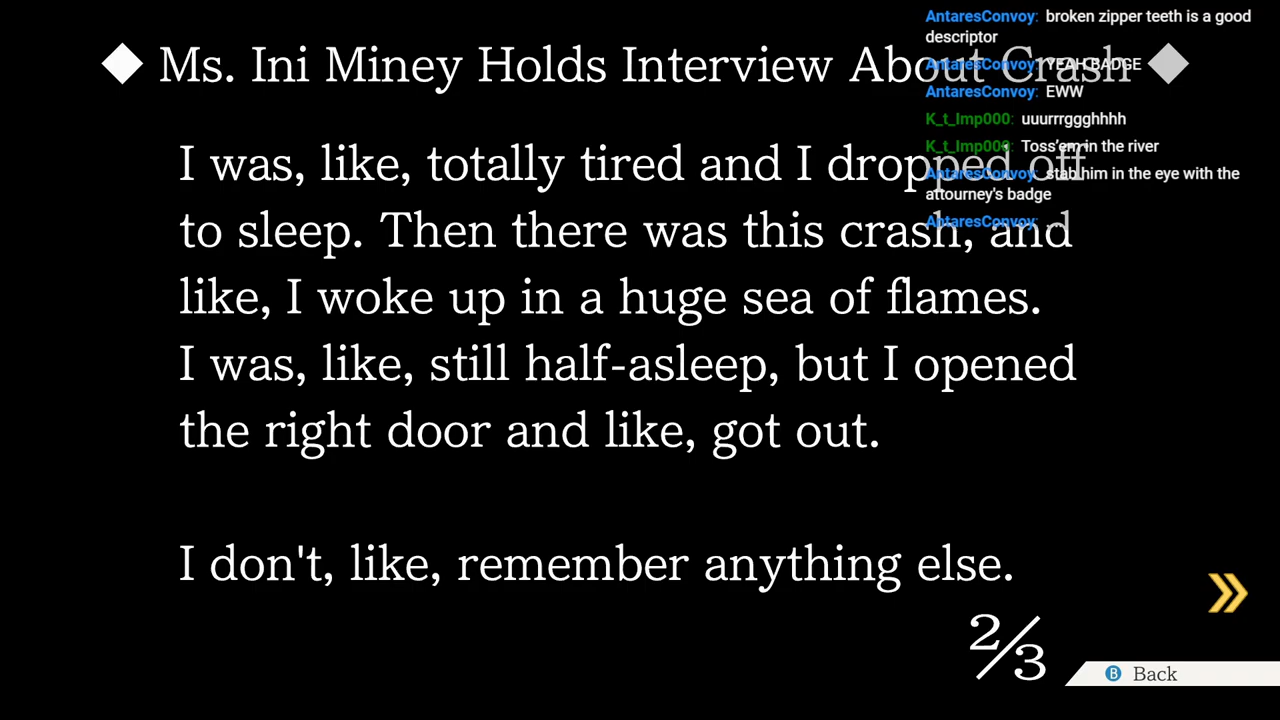 ◆ Ms. Ini Miney Holds Interview About Crash ◆
I was, like, totally tired and I dropped off
to sleep. Then there was this crash, and
like, I woke up in a huge sea of flames.
I was, like, still half-asleep, but I opened
the right door and like, got out.
I don't, like, remember anything else.
2/3
B Back
AntaresConvoy: broken zipper teeth is a good
descriptor
AntaresConvoy: YEAH BADGE
AntaresConvoy: EWW
K_t_Imp000: uuurrrggghhhh
K_t_Imp000: Toss'em in the river
AntaresConvoy: stab him in the eye with the
attourney's badge
AntaresConvoy: